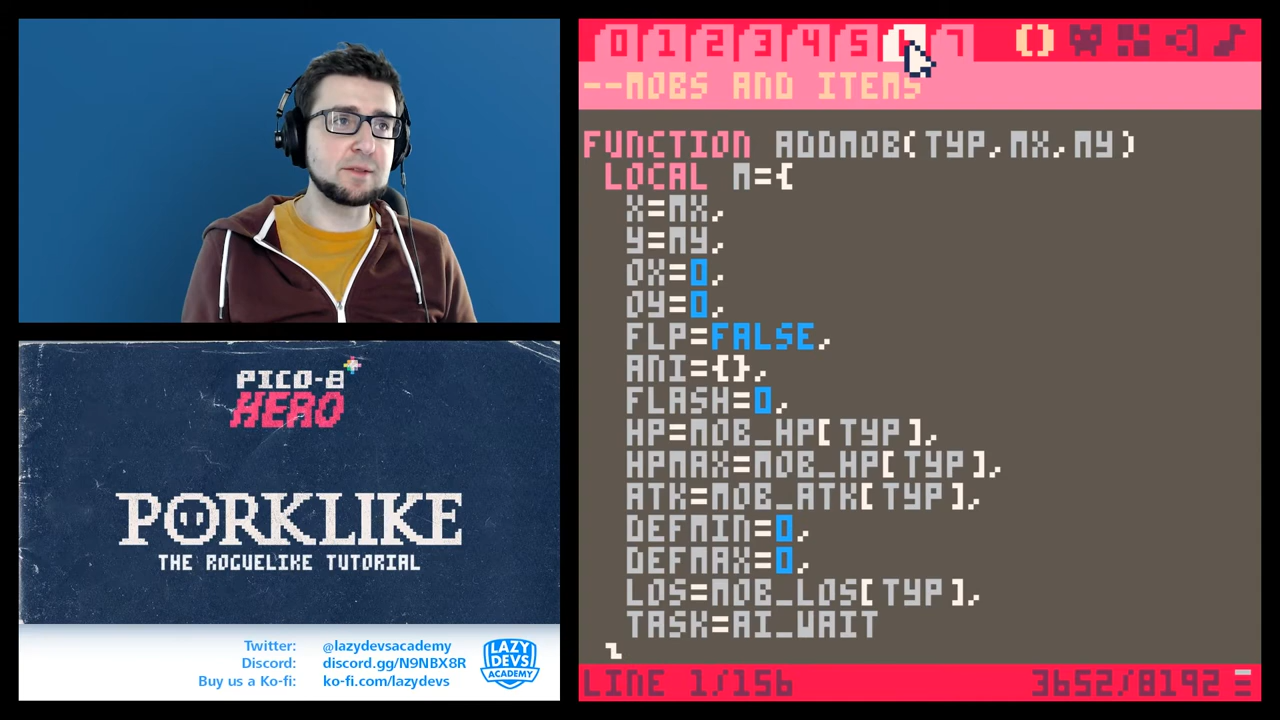 PICO-8
HERO
PORKLIKE
THE ROGUELIKE TUTORIAL
Twitter: @lazydevsacademy
Discord: discord.gg/N9NBX8R
Buy us a Ko-fi: ko-fi.com/lazydevs
LAZY
DEVS
ACADEMY
0 1 2 3 4 5 6 7
--MOBS AND ITEMS
FUNCTION ADDMOB(TYP,MX,MY)
LOCAL M={
X=MX,
Y=MY,
OX=0,
OY=0,
FLP=FALSE,
ANI={},
FLASH=0,
HP=MOB_HP[TYP],
HPMAX=MOB_HP[TYP],
ATK=MOB_ATK[TYP],
DEFMIN=0,
DEFMAX=0,
LOS=MOB_LOS[TYP],
TASK=AI_WAIT
}
LINE 1/156 3652/8192